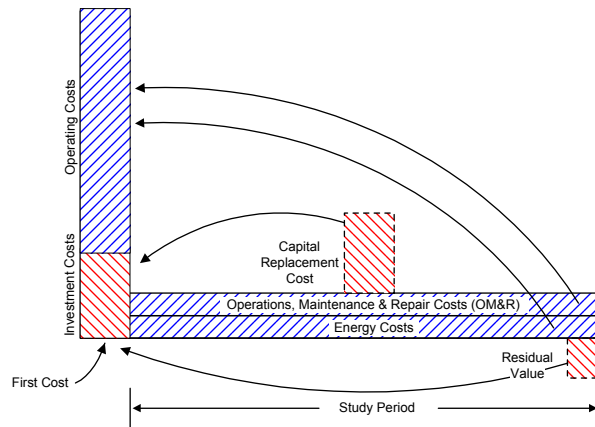 Operating Costs
Investment Costs
Capital
Replacement
Cost
Operations, Maintenance & Repair Costs (OM&R)
Energy Costs
Residual
Value
First Cost
Study Period